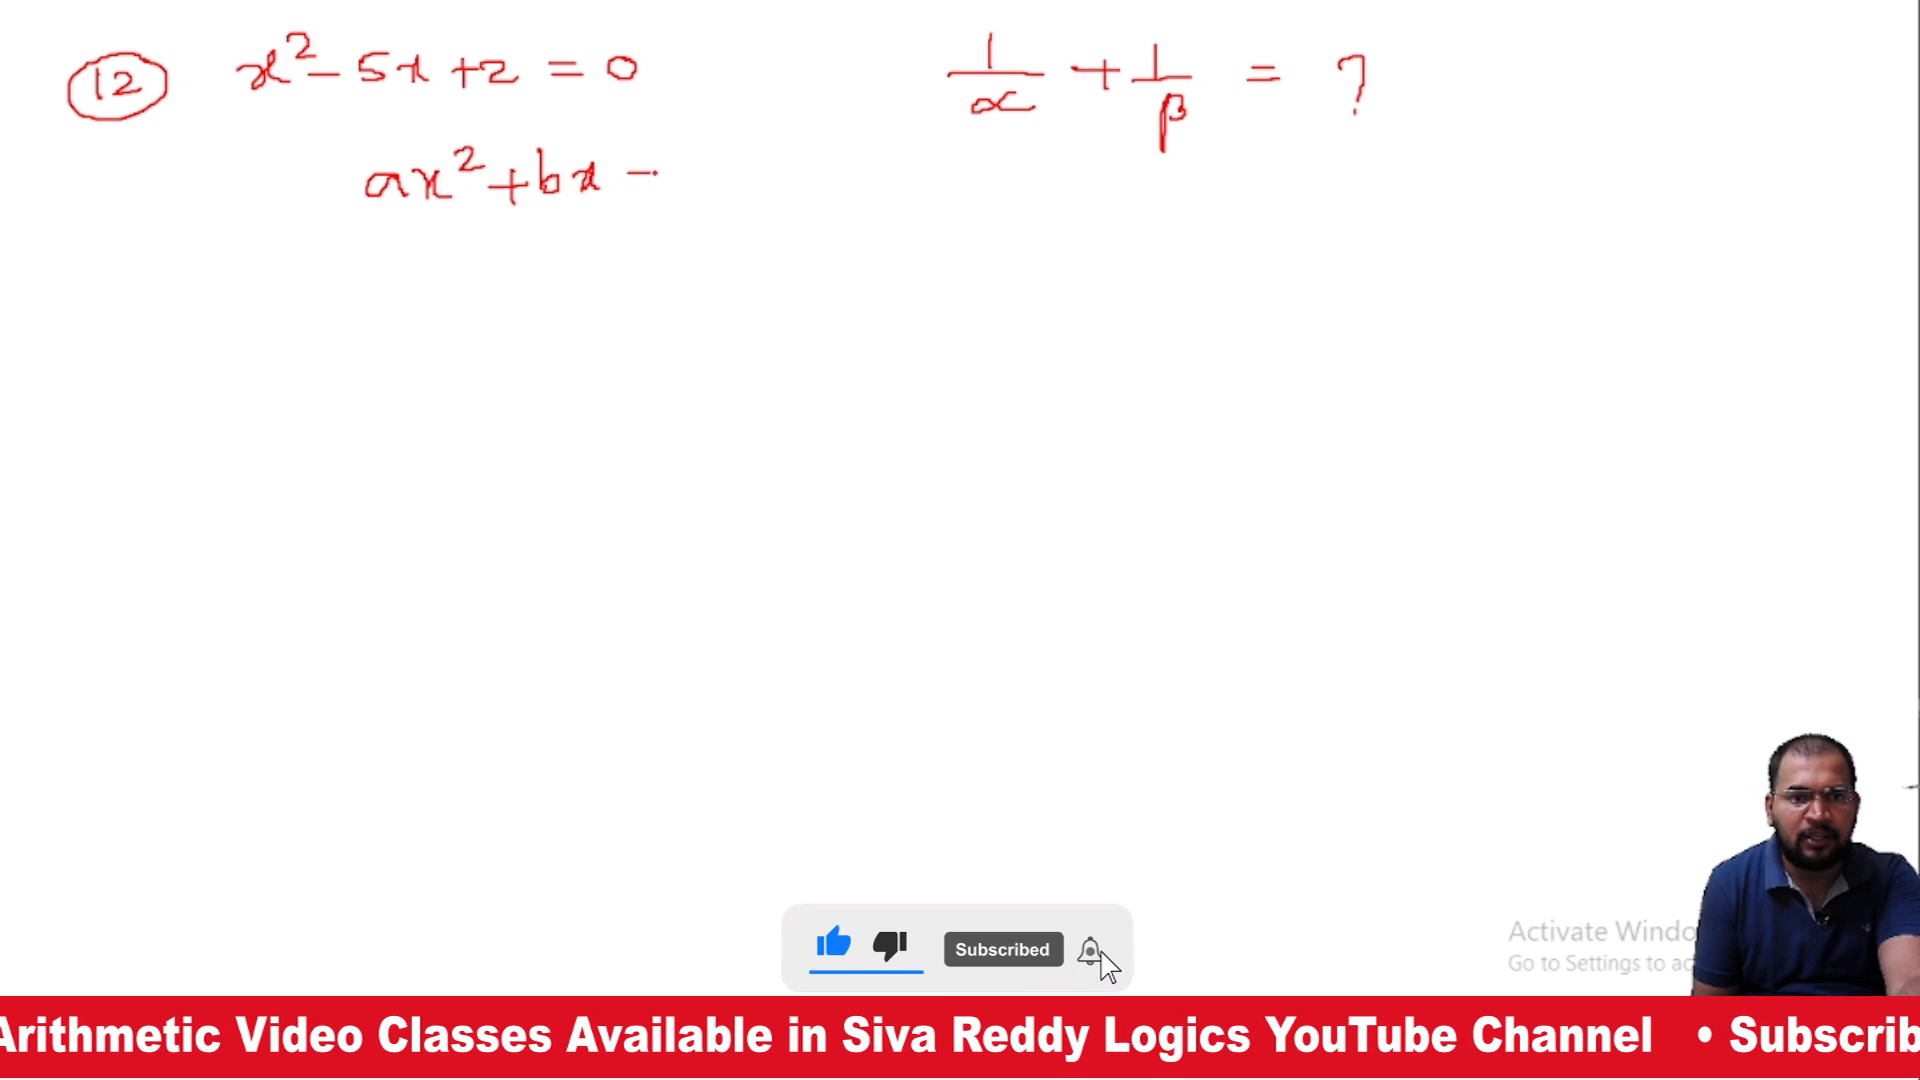 12 x² - 5x + 2 = 0 1/α + 1/β = ?
ax² + bx -
Subscribed
Activate Windo
Go to Settings to ac
Arithmetic Video Classes Available in Siva Reddy Logics YouTube Channel • Subscrib